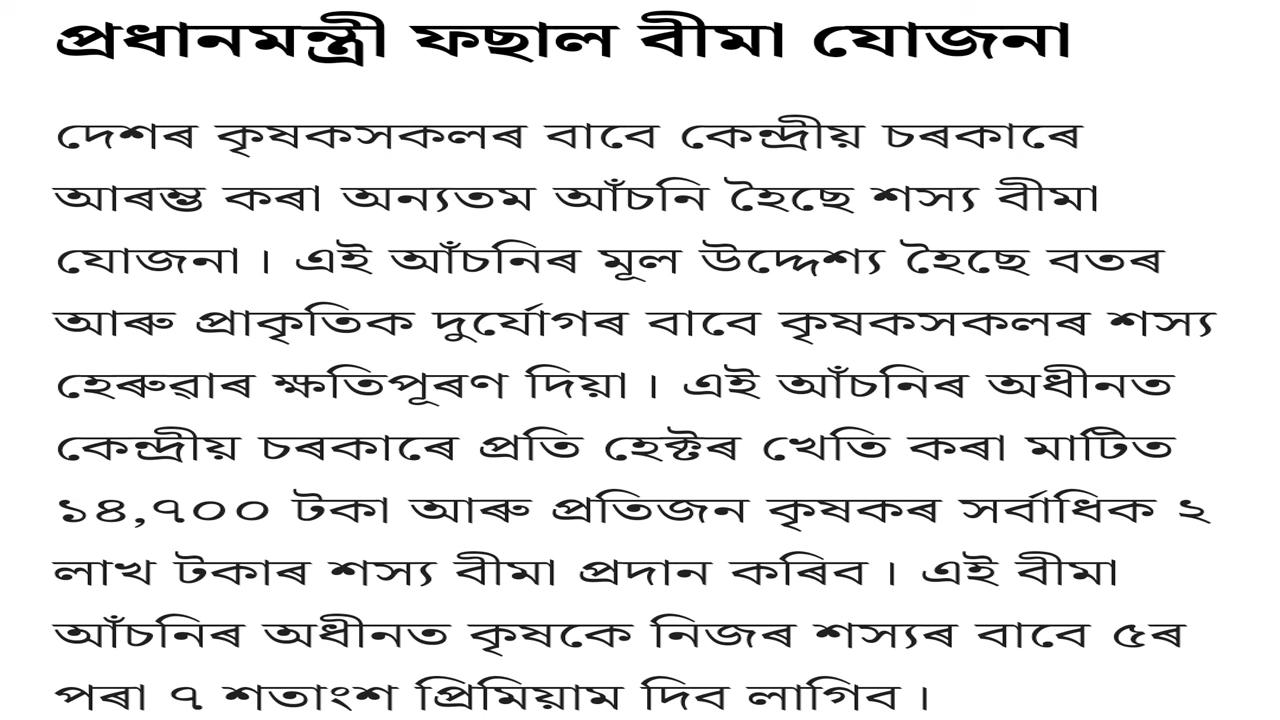 প্ৰধানমন্ত্ৰী ফছাল বীমা যোজনা
দেশৰ কৃষকসকলৰ বাবে কেন্দ্ৰীয় চৰকাৰে
আৰম্ভ কৰা অন্যতম আঁচনি হৈছে শস্য বীমা
যোজনা। এই আঁচনিৰ মূল উদ্দেশ্য হৈছে বতৰ
আৰু প্ৰাকৃতিক দুৰ্যোগৰ বাবে কৃষকসকলৰ শস্য
হেৰুৱাৰ ক্ষতিপূৰণ দিয়া। এই আঁচনিৰ অধীনত
কেন্দ্ৰীয় চৰকাৰে প্ৰতি হেক্টৰ খেতি কৰা মাটিত
১৪,৭০০ টকা আৰু প্ৰতিজন কৃষকৰ সৰ্বাধিক ২
লাখ টকাৰ শস্য বীমা প্ৰদান কৰিব। এই বীমা
আঁচনিৰ অধীনত কৃষকে নিজৰ শস্যৰ বাবে ৫ৰ
পৰা ৭ শতাংশ প্ৰিমিয়াম দিব লাগিব।